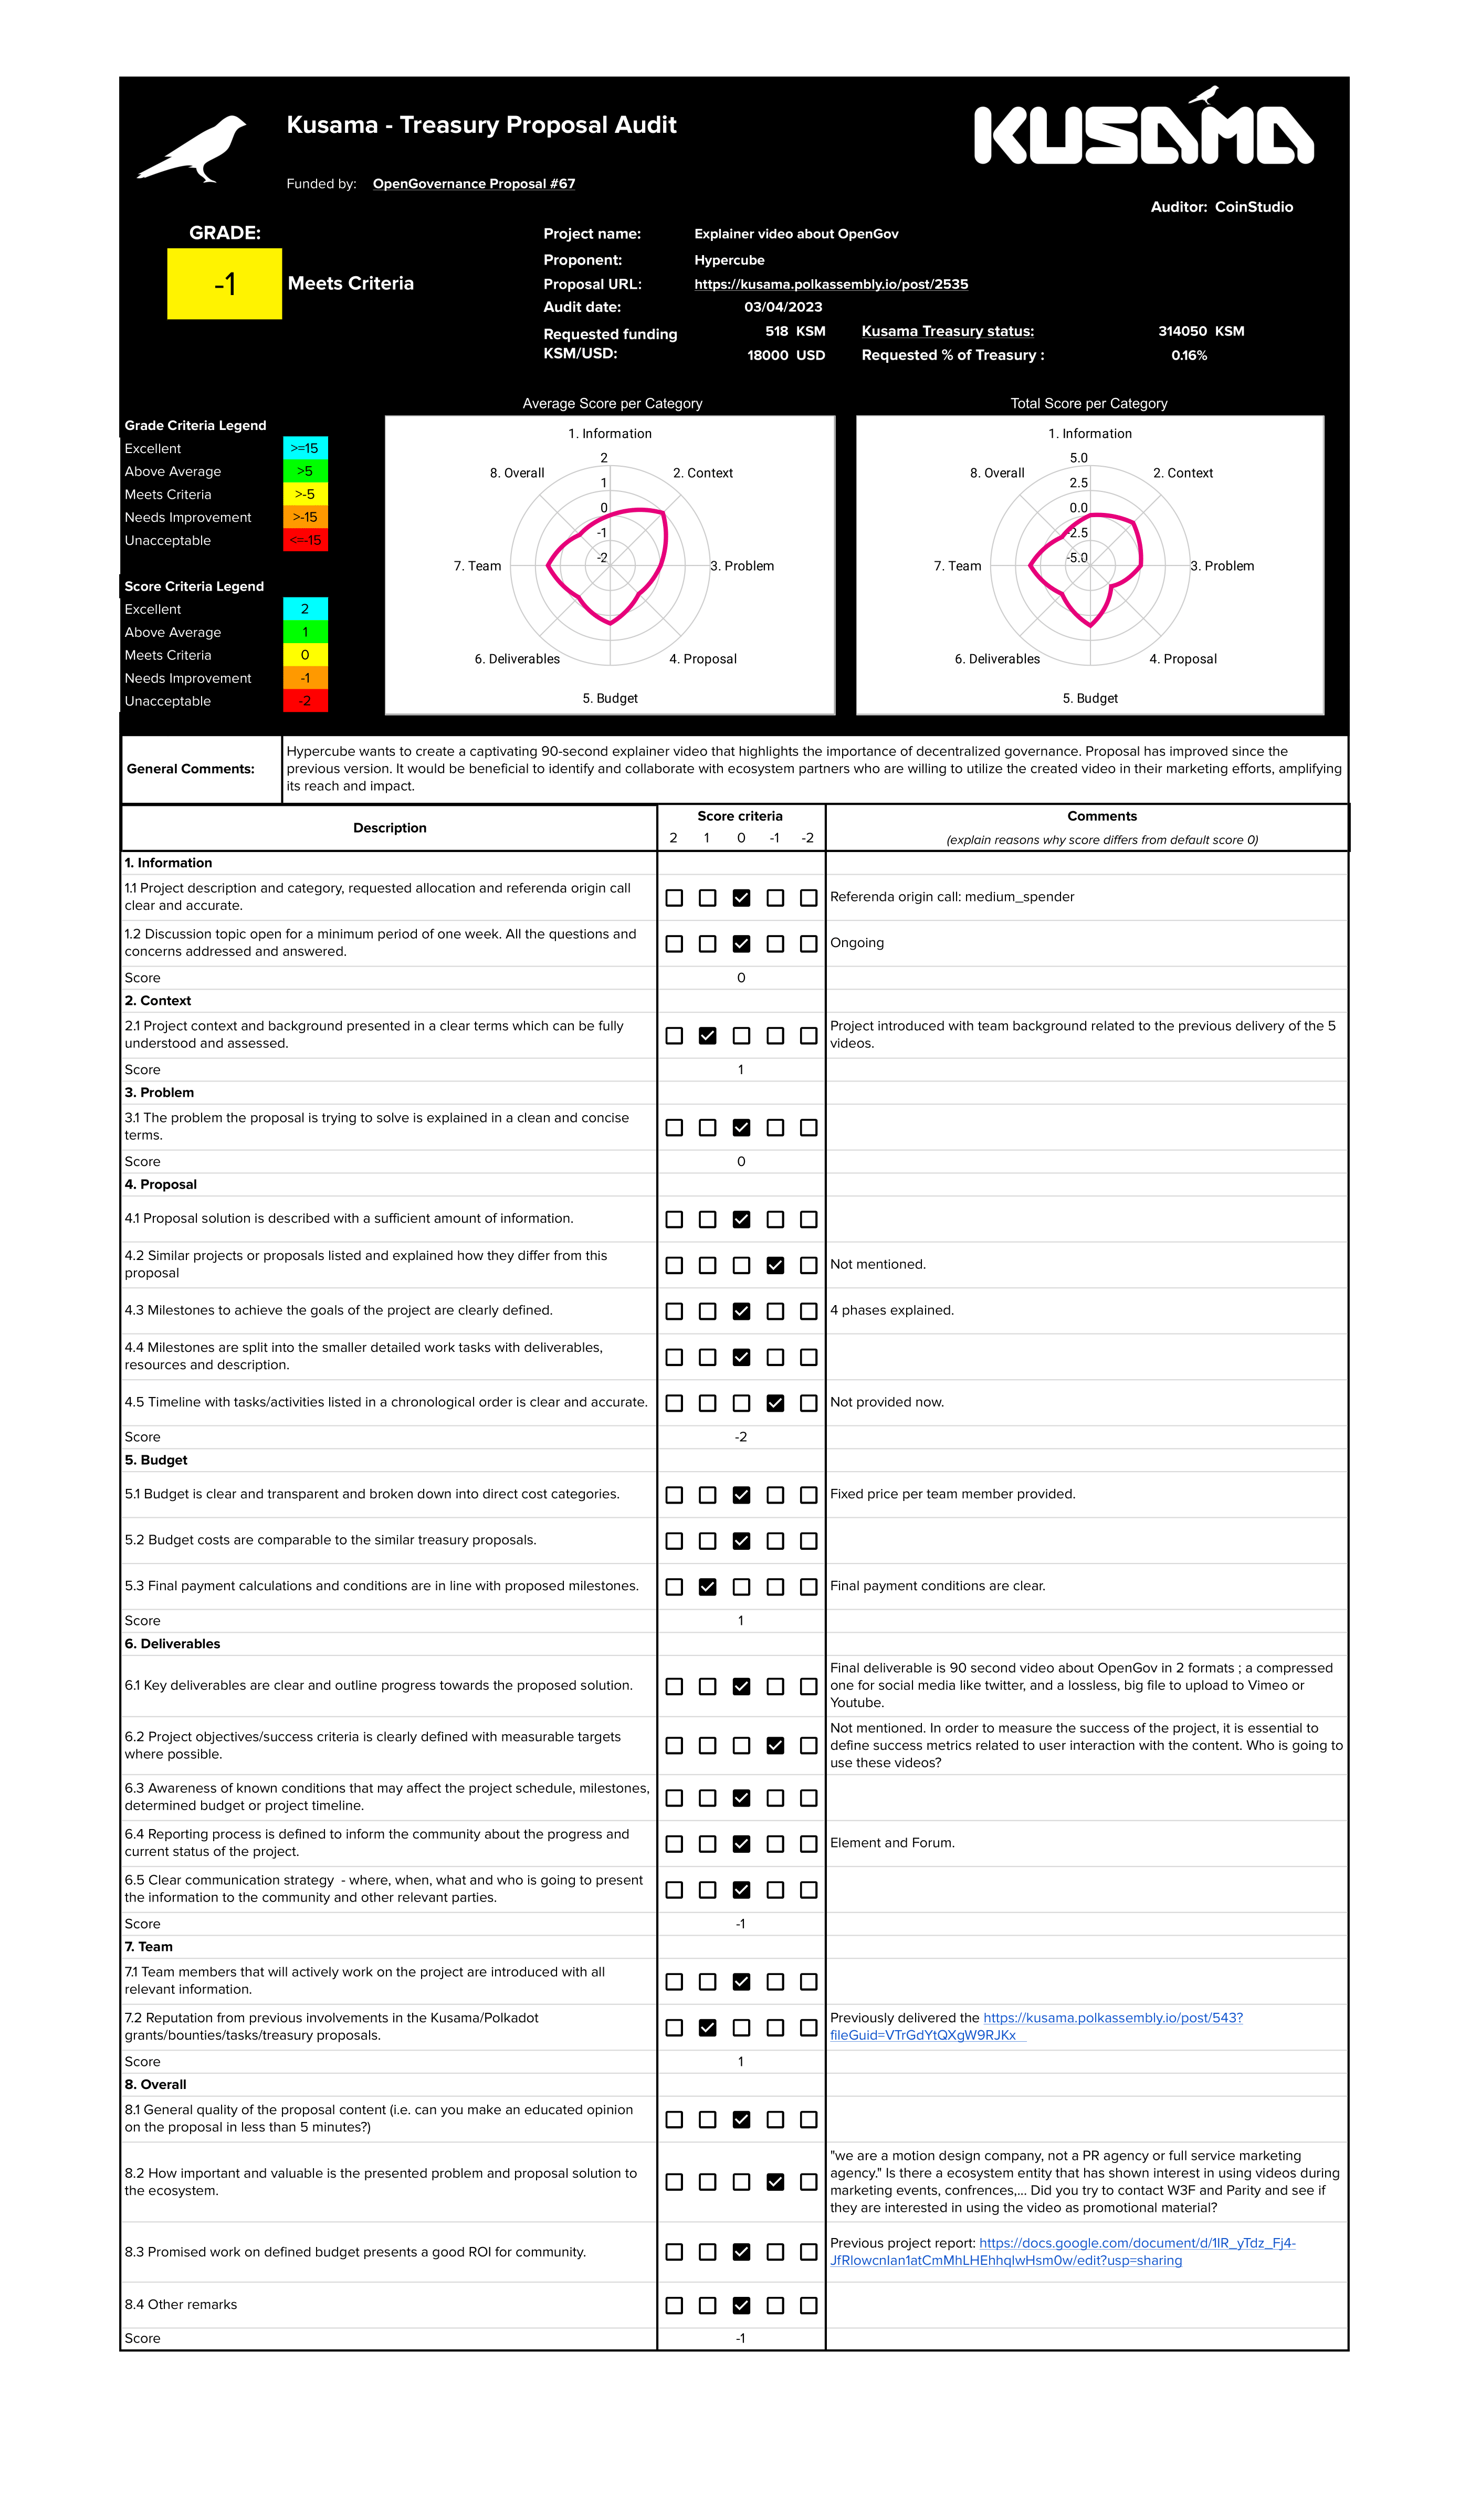 Kusama - Treasury Proposal Audit
KUSAMA
Funded by: OpenGovernance Proposal #67
Auditor: CoinStudio
GRADE:
-1
Meets Criteria
Project name: Explainer video about OpenGov
Proponent: Hypercube
Proposal URL: https://kusama.polkassembly.io/post/2535
Audit date: 03/04/2023
Requested funding
KSM/USD:
518 KSM
18000 USD
Kusama Treasury status: 314050 KSM
Requested % of Treasury : 0.16%
Grade Criteria Legend
Excellent >=15
Above Average >5
Meets Criteria >-5
Needs Improvement >-15
Unacceptable <=-15
Score Criteria Legend
Excellent 2
Above Average 1
Meets Criteria 0
Needs Improvement -1
Unacceptable -2
Average Score per Category
1. Information
2. Context
3. Problem
4. Proposal
5. Budget
6. Deliverables
7. Team
8. Overall
2
1
0
-1
-2
Total Score per Category
1. Information
2. Context
3. Problem
4. Proposal
5. Budget
6. Deliverables
7. Team
8. Overall
5.0
2.5
0.0
-2.5
-5.0
General Comments:
Hypercube wants to create a captivating 90-second explainer video that highlights the importance of decentralized governance. Proposal has improved since the
previous version. It would be beneficial to identify and collaborate with ecosystem partners who are willing to utilize the created video in their marketing efforts, amplifying
its reach and impact.
Description
Score criteria
2 1 0 -1 -2
Comments
(explain reasons why score differs from default score 0)
1. Information
1.1 Project description and category, requested allocation and referenda origin call
clear and accurate.
Referenda origin call: medium_spender
1.2 Discussion topic open for a minimum period of one week. All the questions and
concerns addressed and answered.
Ongoing
Score 0
2. Context
2.1 Project context and background presented in a clear terms which can be fully
understood and assessed.
Project introduced with team background related to the previous delivery of the 5
videos.
Score 1
3. Problem
3.1 The problem the proposal is trying to solve is explained in a clean and concise
terms.
Score 0
4. Proposal
4.1 Proposal solution is described with a sufficient amount of information.
4.2 Similar projects or proposals listed and explained how they differ from this
proposal
Not mentioned.
4.3 Milestones to achieve the goals of the project are clearly defined.
4 phases explained.
4.4 Milestones are split into the smaller detailed work tasks with deliverables,
resources and description.
4.5 Timeline with tasks/activities listed in a chronological order is clear and accurate.
Not provided now.
Score -2
5. Budget
5.1 Budget is clear and transparent and broken down into direct cost categories.
Fixed price per team member provided.
5.2 Budget costs are comparable to the similar treasury proposals.
5.3 Final payment calculations and conditions are in line with proposed milestones.
Final payment conditions are clear.
Score 1
6. Deliverables
6.1 Key deliverables are clear and outline progress towards the proposed solution.
Final deliverable is 90 second video about OpenGov in 2 formats ; a compressed
one for social media like twitter, and a lossless, big file to upload to Vimeo or
Youtube.
6.2 Project objectives/success criteria is clearly defined with measurable targets
where possible.
Not mentioned. In order to measure the success of the project, it is essential to
define success metrics related to user interaction with the content. Who is going to
use these videos?
6.3 Awareness of known conditions that may affect the project schedule, milestones,
determined budget or project timeline.
6.4 Reporting process is defined to inform the community about the progress and
current status of the project.
Element and Forum.
6.5 Clear communication strategy - where, when, what and who is going to present
the information to the community and other relevant parties.
Score -1
7. Team
7.1 Team members that will actively work on the project are introduced with all
relevant information.
7.2 Reputation from previous involvements in the Kusama/Polkadot
grants/bounties/tasks/treasury proposals.
Previously delivered the https://kusama.polkassembly.io/post/543?
fileGuid=VTrGdYtQXgW9RJKx
Score 1
8. Overall
8.1 General quality of the proposal content (i.e. can you make an educated opinion
on the proposal in less than 5 minutes?)
8.2 How important and valuable is the presented problem and proposal solution to
the ecosystem.
"we are a motion design company, not a PR agency or full service marketing
agency." Is there a ecosystem entity that has shown interest in using videos during
marketing events, confrences,... Did you try to contact W3F and Parity and see if
they are interested in using the video as promotional material?
8.3 Promised work on defined budget presents a good ROI for community.
Previous project report: https://docs.google.com/document/d/1lR_yTdz_Fj4-
JfRlowcnIan1atCmMhLHEhhqlwHsm0w/edit?usp=sharing
8.4 Other remarks
Score -1